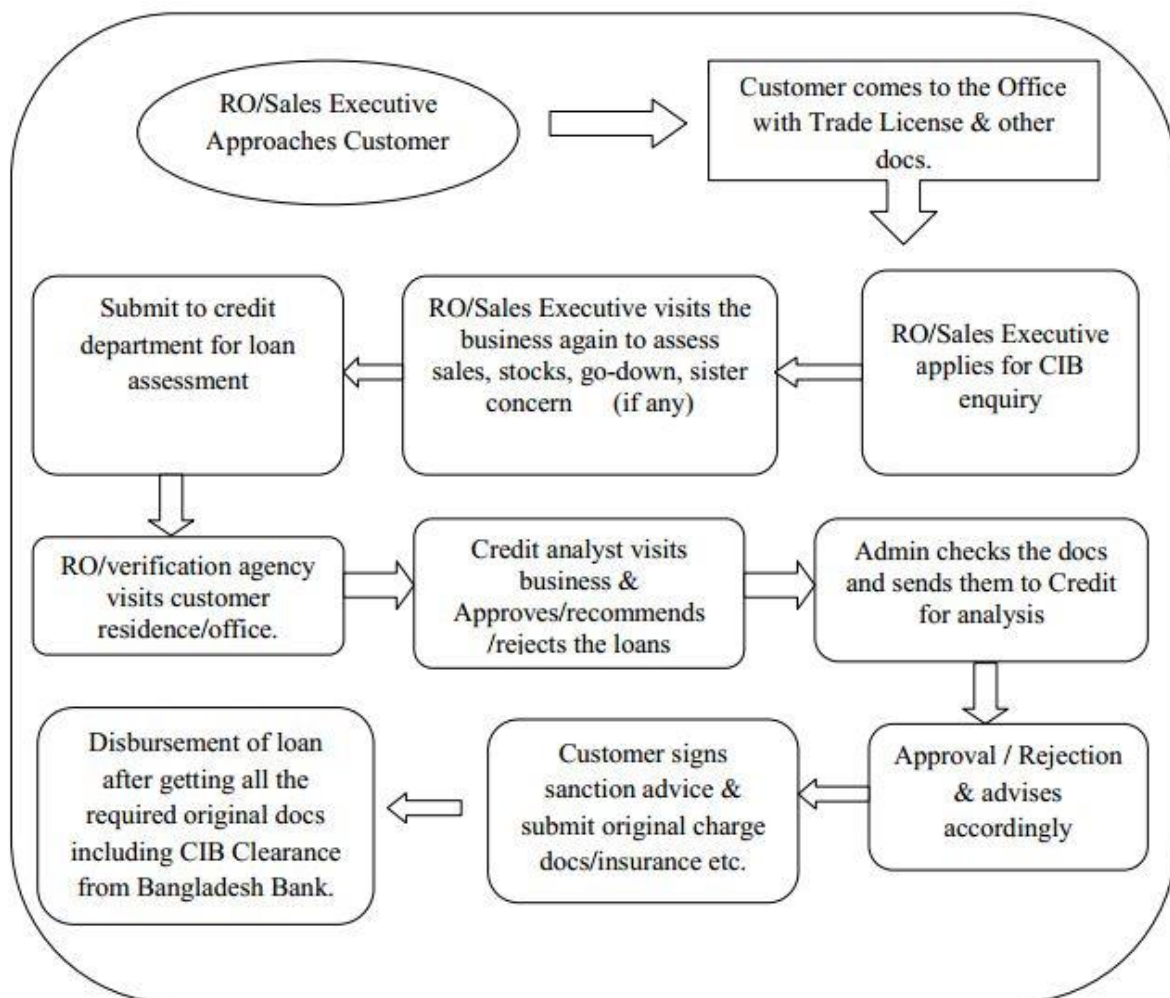 RO/Sales Executive
Approaches Customer
Customer comes to the Office
with Trade License & other
docs.
RO/Sales Executive
applies for CIB
enquiry
RO/Sales Executive visits the
business again to assess
sales, stocks, go-down, sister
concern (if any)
Submit to credit
department for loan
assessment
RO/verification agency
visits customer
residence/office.
Credit analyst visits
business &
Approves/recommends
/rejects the loans
Admin checks the docs
and sends them to Credit
for analysis
Approval / Rejection
& advises
accordingly
Customer signs
sanction advice &
submit original charge
docs/insurance etc.
Disbursement of loan
after getting all the
required original docs
including CIB Clearance
from Bangladesh Bank.